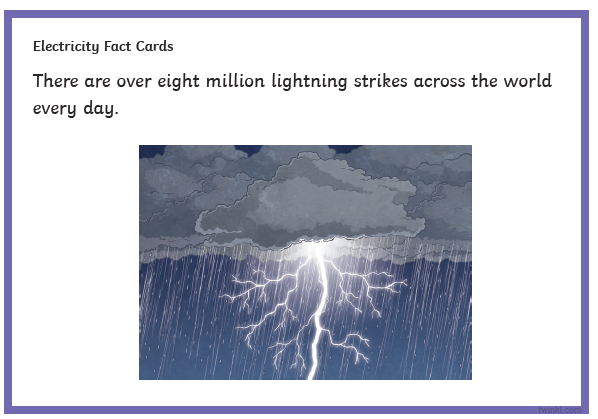 Electricity Fact Cards
There are over eight million lightning strikes across the world
every day.
twinkl.com